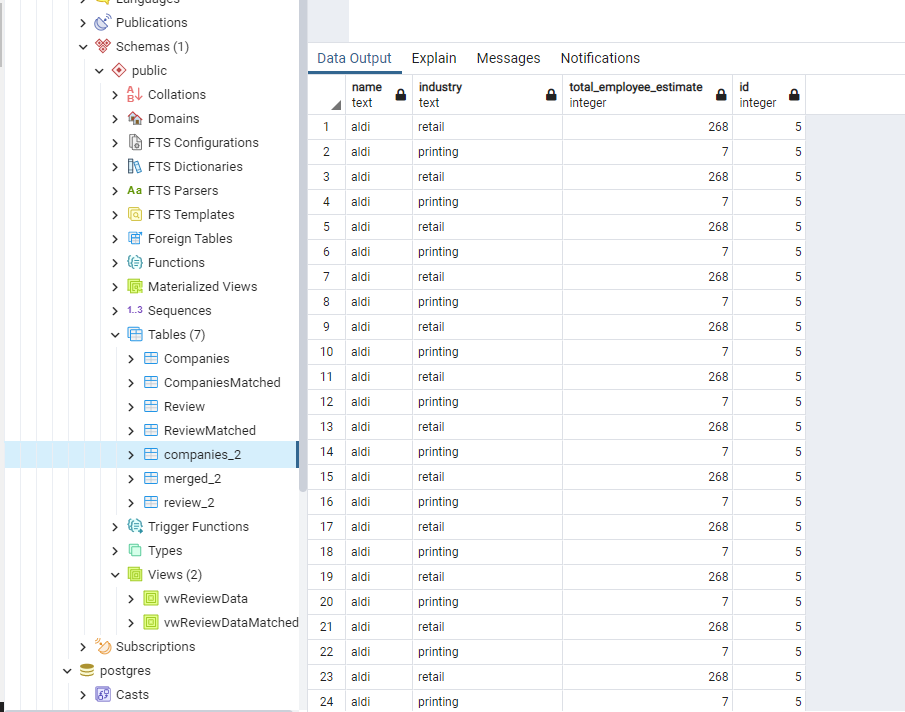 Languages
Publications
Schemas (1)
public
Collations
Domains
FTS Configurations
FTS Dictionaries
Aa FTS Parsers
FTS Templates
Foreign Tables
Functions
Materialized Views
1..3 Sequences
Tables (7)
Companies
CompaniesMatched
Review
ReviewMatched
companies_2
merged_2
review_2
Trigger Functions
Types
Views (2)
vwReviewData
vwReviewDataMatched
Subscriptions
postgres
Casts
Data Output Explain Messages Notifications
name industry total_employee_estimate id
text text integer integer
1 aldi retail 268 5
2 aldi printing 7 5
3 aldi retail 268 5
4 aldi printing 7 5
5 aldi retail 268 5
6 aldi printing 7 5
7 aldi retail 268 5
8 aldi printing 7 5
9 aldi retail 268 5
10 aldi printing 7 5
11 aldi retail 268 5
12 aldi printing 7 5
13 aldi retail 268 5
14 aldi printing 7 5
15 aldi retail 268 5
16 aldi printing 7 5
17 aldi retail 268 5
18 aldi printing 7 5
19 aldi retail 268 5
20 aldi printing 7 5
21 aldi retail 268 5
22 aldi printing 7 5
23 aldi retail 268 5
24 aldi printing 7 5